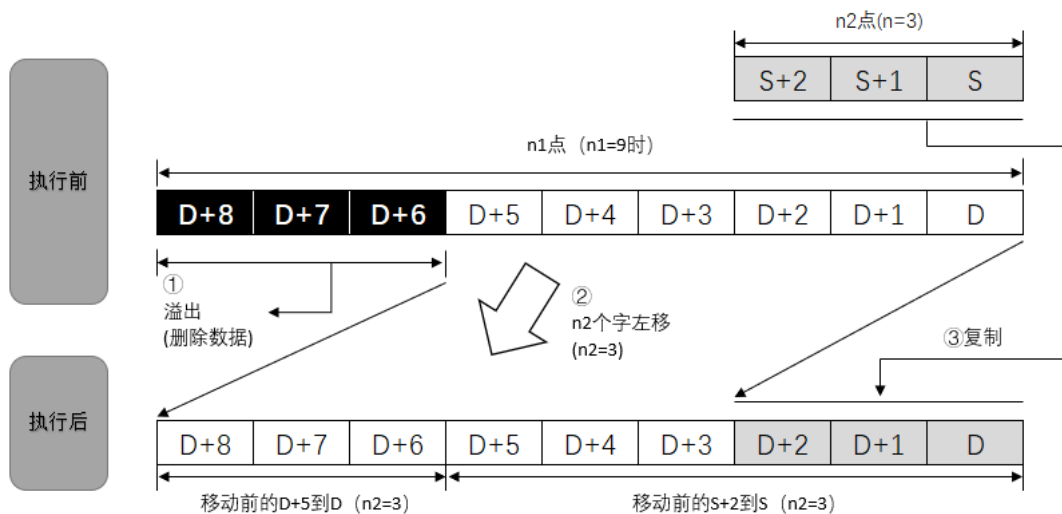 n2点(n=3)
S+2 S+1 S
n1点（n1=9时）
执行前
D+8 D+7 D+6 D+5 D+4 D+3 D+2 D+1 D
①
溢出
(删除数据)
②
n2个字左移
(n2=3)
③复制
执行后
D+8 D+7 D+6 D+5 D+4 D+3 D+2 D+1 D
移动前的D+5到D（n2=3） 移动前的S+2到S（n2=3）